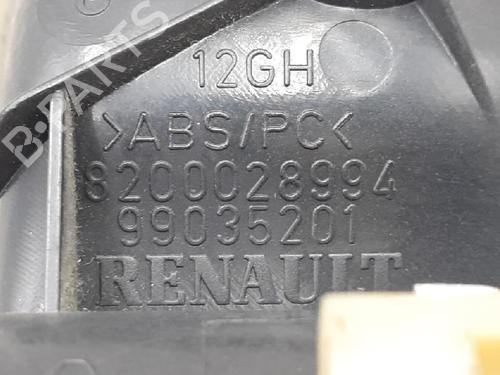 12GH
>ABS/PC<
8200028994
99035201
RENAULT
B-PARTS